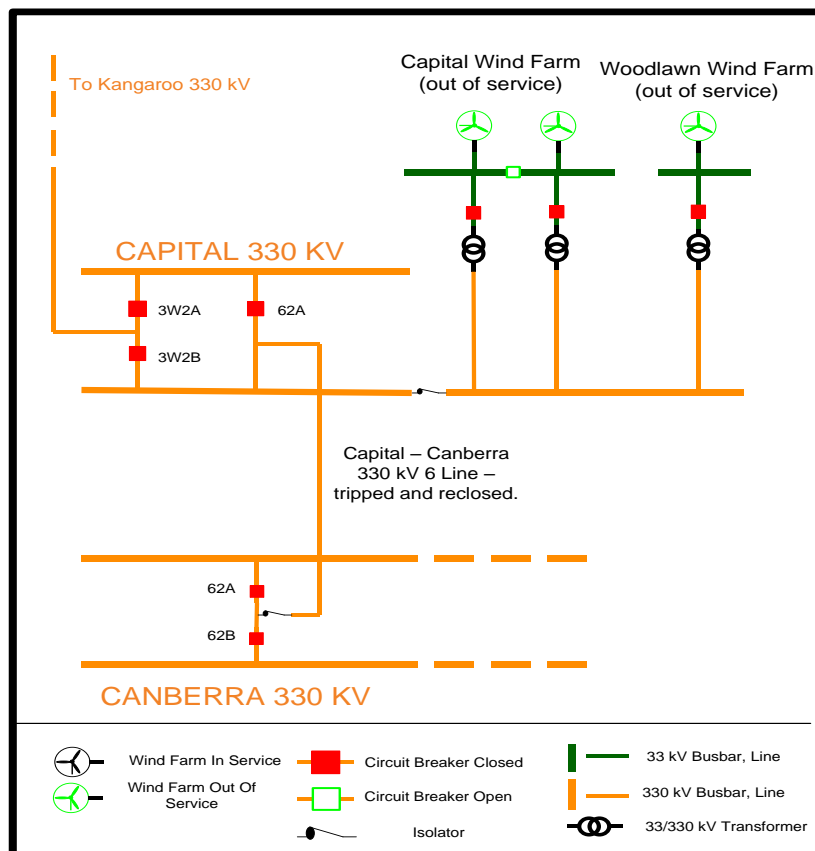 Capital Wind Farm
(out of service)
Woodlawn Wind Farm
(out of service)
To Kangaroo 330 kV
CAPITAL 330 KV
3W2A
62A
3W2B
Capital – Canberra
330 kV 6 Line –
tripped and reclosed.
62A
62B
CANBERRA 330 KV
Wind Farm In Service
Wind Farm Out Of
Service
Circuit Breaker Closed
Circuit Breaker Open
Isolator
33 kV Busbar, Line
330 kV Busbar, Line
33/330 kV Transformer